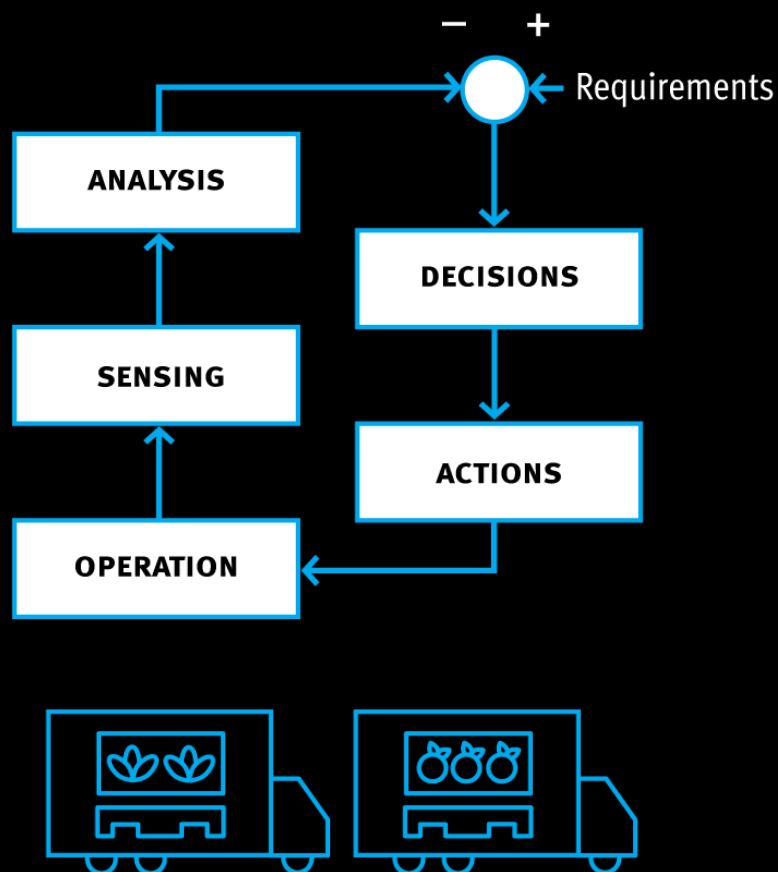 − +
Requirements
ANALYSIS
DECISIONS
SENSING
ACTIONS
OPERATION